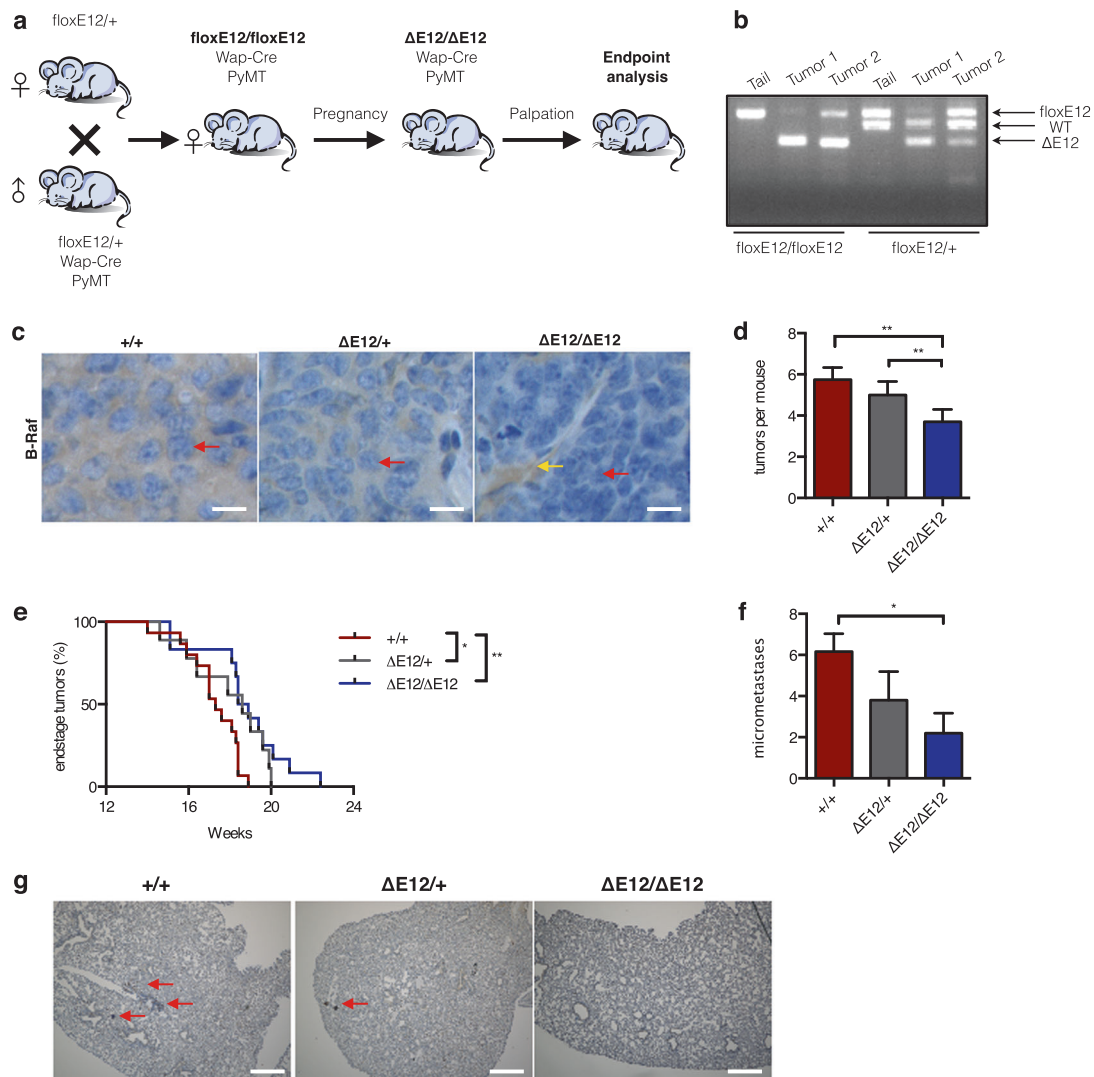 a
floxE12/+
♀
♂
floxE12/+
Wap-Cre
PyMT
floxE12/floxE12
Wap-Cre
PyMT
♀
Pregnancy
ΔE12/ΔE12
Wap-Cre
PyMT
Palpation
Endpoint
analysis
b
Tail
Tumor 1
Tumor 2
Tail
Tumor 1
Tumor 2
floxE12
WT
ΔE12
floxE12/floxE12
floxE12/+
c
+/+
ΔE12/+
ΔE12/ΔE12
B-Raf
d
tumors per mouse
8
6
4
2
0
**
**
+/+
ΔE12/+
ΔE12/ΔE12
e
endstage tumors (%)
100
50
0
12
16
20
24
Weeks
+/+
ΔE12/+
ΔE12/ΔE12
*
**
f
micrometastases
8
6
4
2
0
*
+/+
ΔE12/+
ΔE12/ΔE12
g
+/+
ΔE12/+
ΔE12/ΔE12